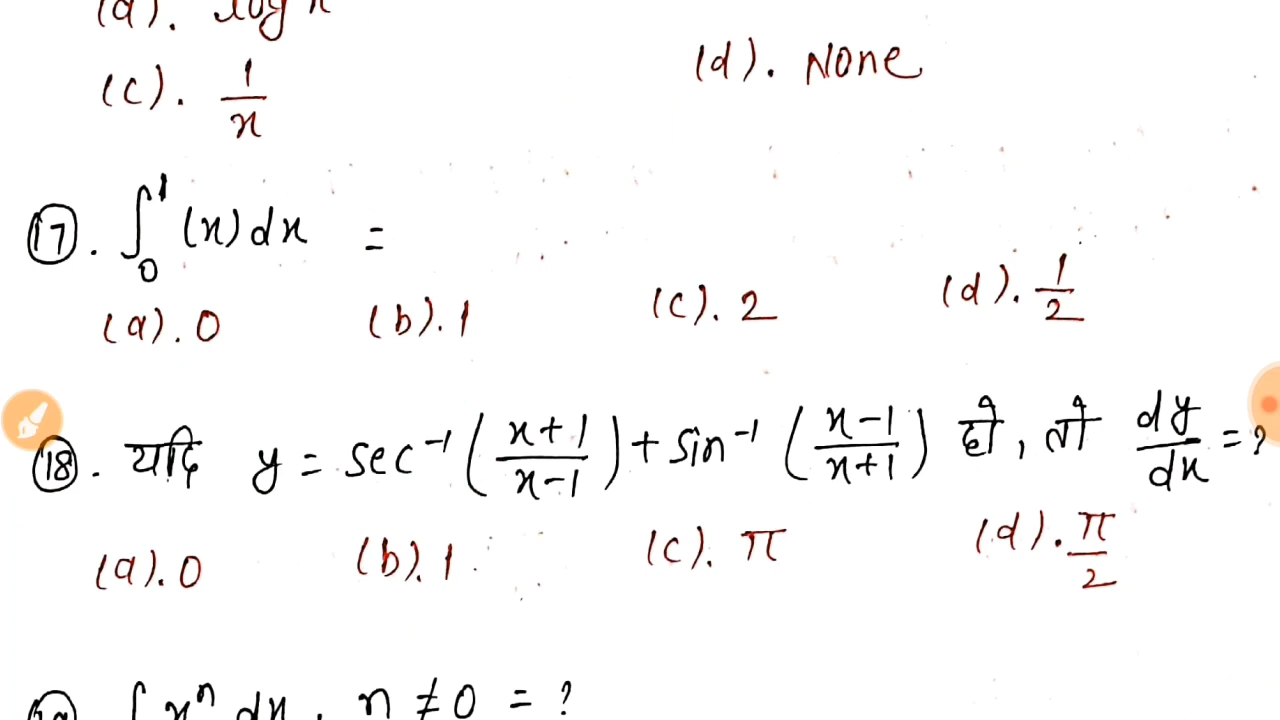 (a). log x
(c). 1/x (d). None
17. ∫₀¹ (x) dx =
(a). 0 (b). 1 (c). 2 (d). 1/2
18. यदि y = sec⁻¹ (x+1/x-1) + sin⁻¹ (x-1/x+1) हो, तो dy/dx = ?
(a). 0 (b). 1 (c). π (d). π/2
∫ xⁿ dx, n ≠ 0 = ?